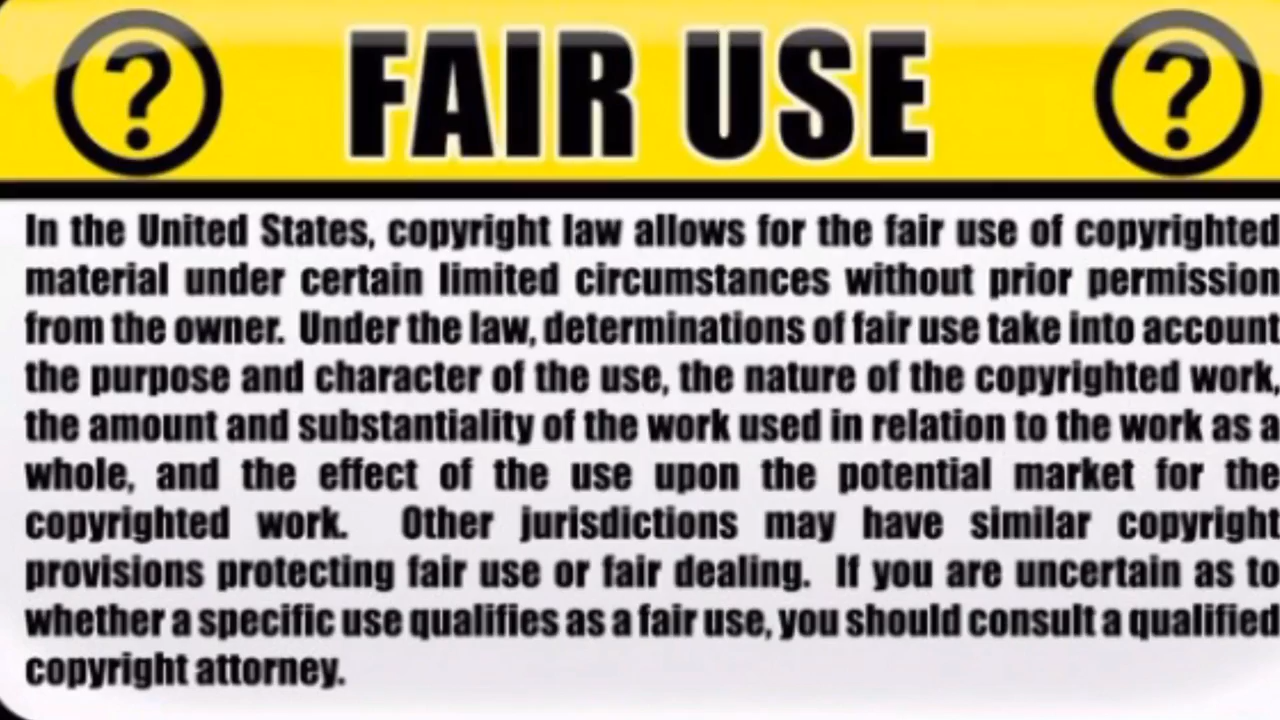 FAIR USE
In the United States, copyright law allows for the fair use of copyrighted
material under certain limited circumstances without prior permission
from the owner. Under the law, determinations of fair use take into account
the purpose and character of the use, the nature of the copyrighted work,
the amount and substantiality of the work used in relation to the work as a
whole, and the effect of the use upon the potential market for the
copyrighted work. Other jurisdictions may have similar copyright
provisions protecting fair use or fair dealing. If you are uncertain as to
whether a specific use qualifies as a fair use, you should consult a qualified
copyright attorney.